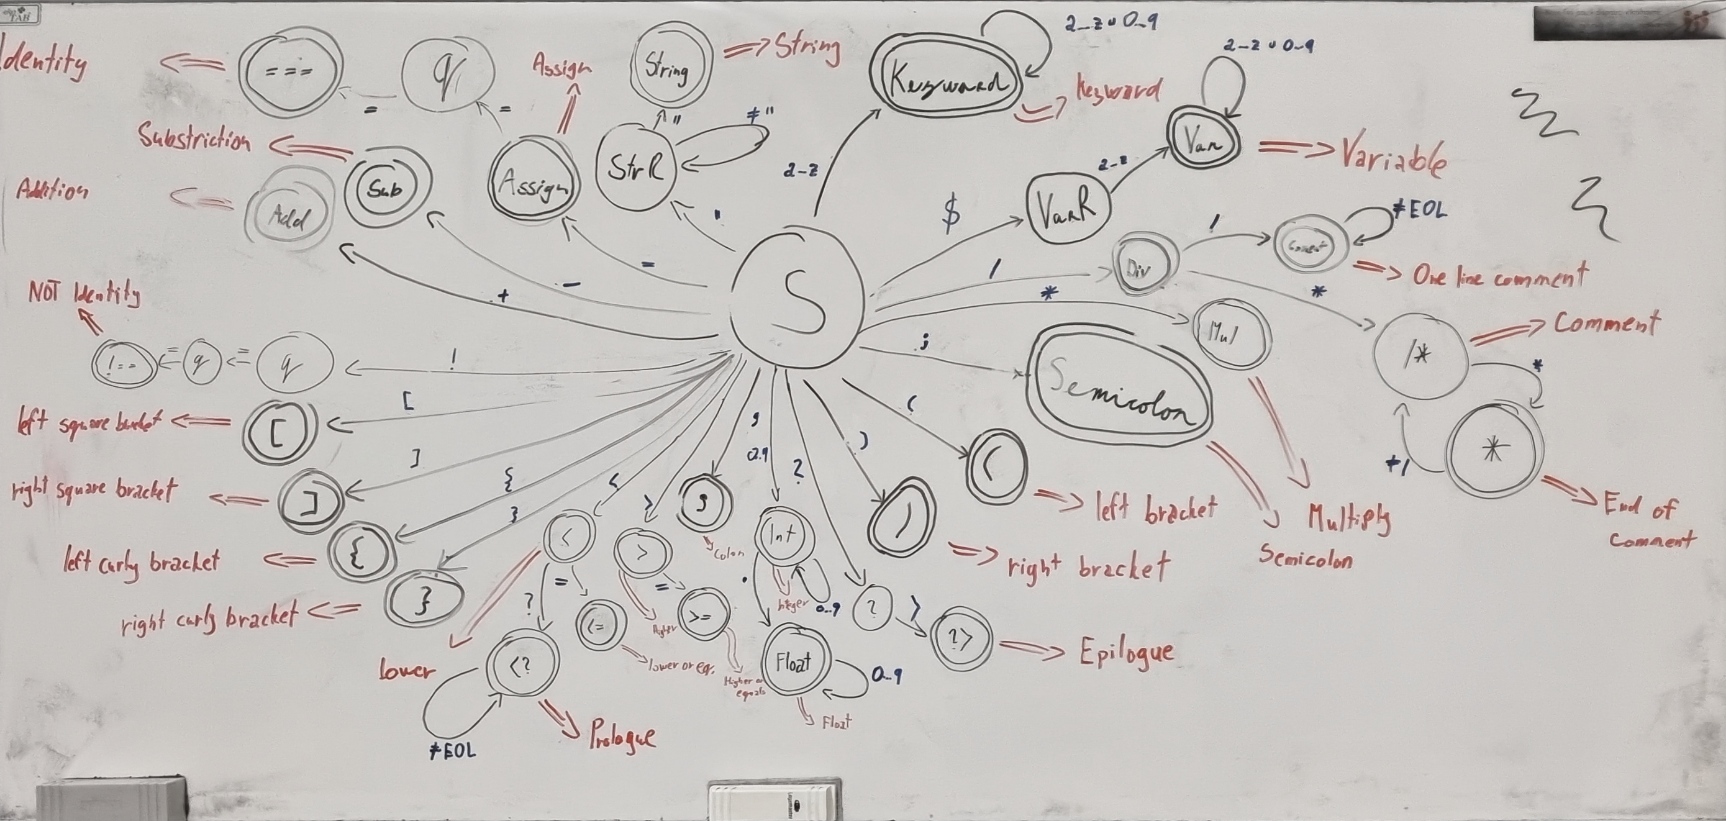 Identity
===
q
=
=
Assign
String
String
"
≠"
StrR
Assign
Substriction
Sub
Addition
Add
+
-
=
"
S
a-z
Keyword
a-z u 0-9
Keyword
$
VarR
a-z
Var
a-z u 0-9
Variable
/
Div
/
≠EOL
One line comment
*
Mul
Multiply
*
/*
Comment
*
*
≠/
End of
comment
;
Semicolon
Semicolon
(
(
left bracket
)
)
right bracket
?
?
>
?>
Epilogue
0-9
Int
Integer
0-9
.
Float
0-9
Float
,
,
Colon
>
>
Higher
=
>=
Higher or
equals
<
<
lower
=
<=
lower or eq.
?
<?
≠EOL
Prologue
}
}
right curly bracket
{
{
left curly bracket
]
]
right square bracket
[
[
left square bracket
!
q
=
q
=
!==
NOT Identity